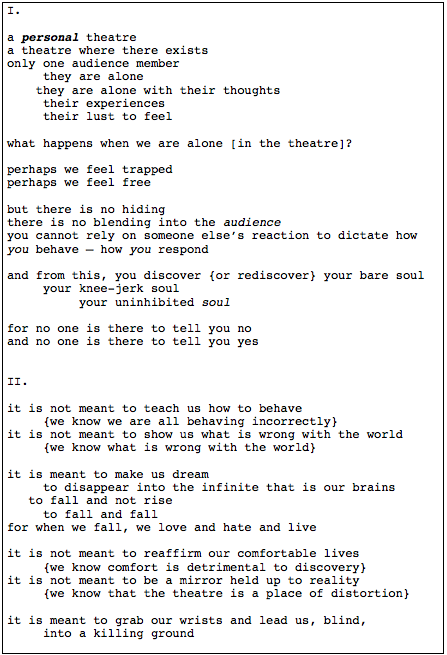 I.
a personal theatre
a theatre where there exists
only one audience member
they are alone
they are alone with their thoughts
their experiences
their lust to feel
what happens when we are alone [in the theatre]?
perhaps we feel trapped
perhaps we feel free
but there is no hiding
there is no blending into the audience
you cannot rely on someone else's reaction to dictate how
you behave – how you respond
and from this, you discover {or rediscover} your bare soul
your knee-jerk soul
your uninhibited soul
for no one is there to tell you no
and no one is there to tell you yes
II.
it is not meant to teach us how to behave
{we know we are all behaving incorrectly}
it is not meant to show us what is wrong with the world
{we know what is wrong with the world}
it is meant to make us dream
to disappear into the infinite that is our brains
to fall and not rise
to fall and fall
for when we fall, we love and hate and live
it is not meant to reaffirm our comfortable lives
{we know comfort is detrimental to discovery}
it is not meant to be a mirror held up to reality
{we know that the theatre is a place of distortion}
it is meant to grab our wrists and lead us, blind,
into a killing ground